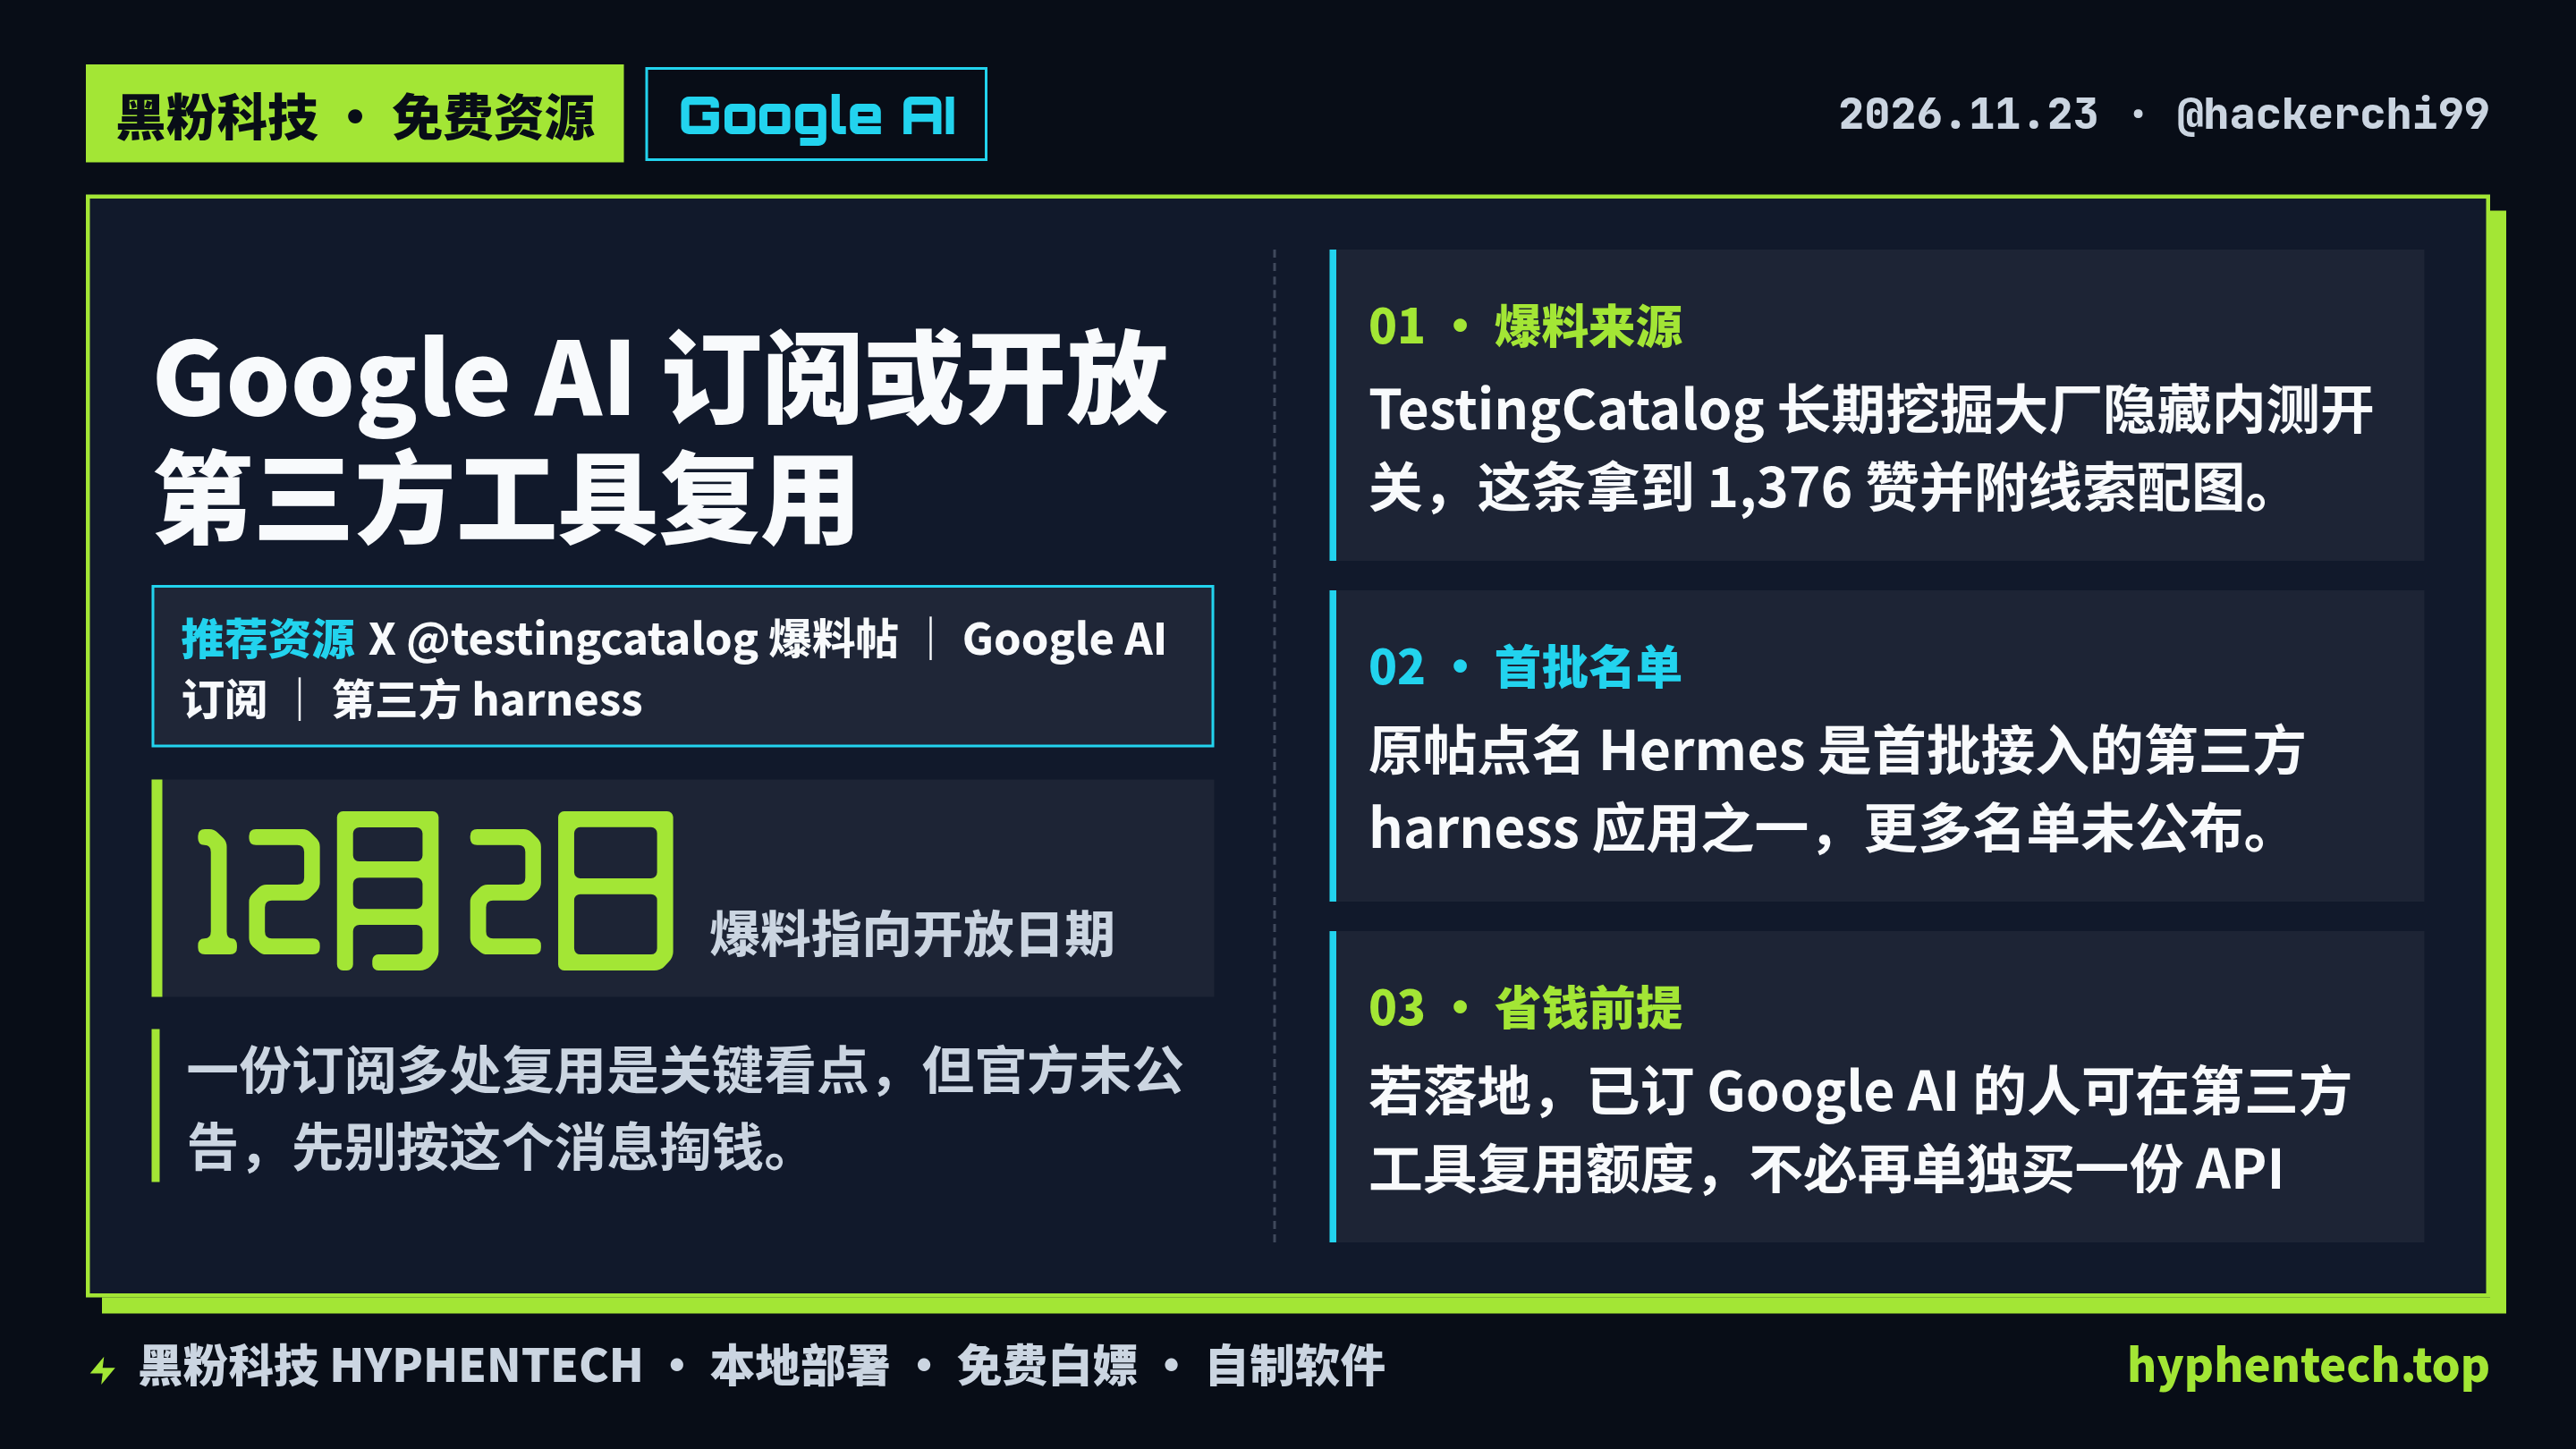 黑粉科技 · 免费资源
Google AI
2026.11.23 · @hackerchi99
Google AI 订阅或开放
第三方工具复用
推荐资源 X @testingcatalog 爆料帖 ｜ Google AI
订阅 ｜ 第三方 harness
12月2日 爆料指向开放日期
一份订阅多处复用是关键看点，但官方未公
告，先别按这个消息掏钱。
01 · 爆料来源
TestingCatalog 长期挖掘大厂隐藏内测开
关，这条拿到 1,376 赞并附线索配图。
02 · 首批名单
原帖点名 Hermes 是首批接入的第三方
harness 应用之一，更多名单未公布。
03 · 省钱前提
若落地，已订 Google AI 的人可在第三方
工具复用额度，不必再单独买一份 API
黑粉科技 HYPHENTECH · 本地部署 · 免费白嫖 · 自制软件
hyphentech.top